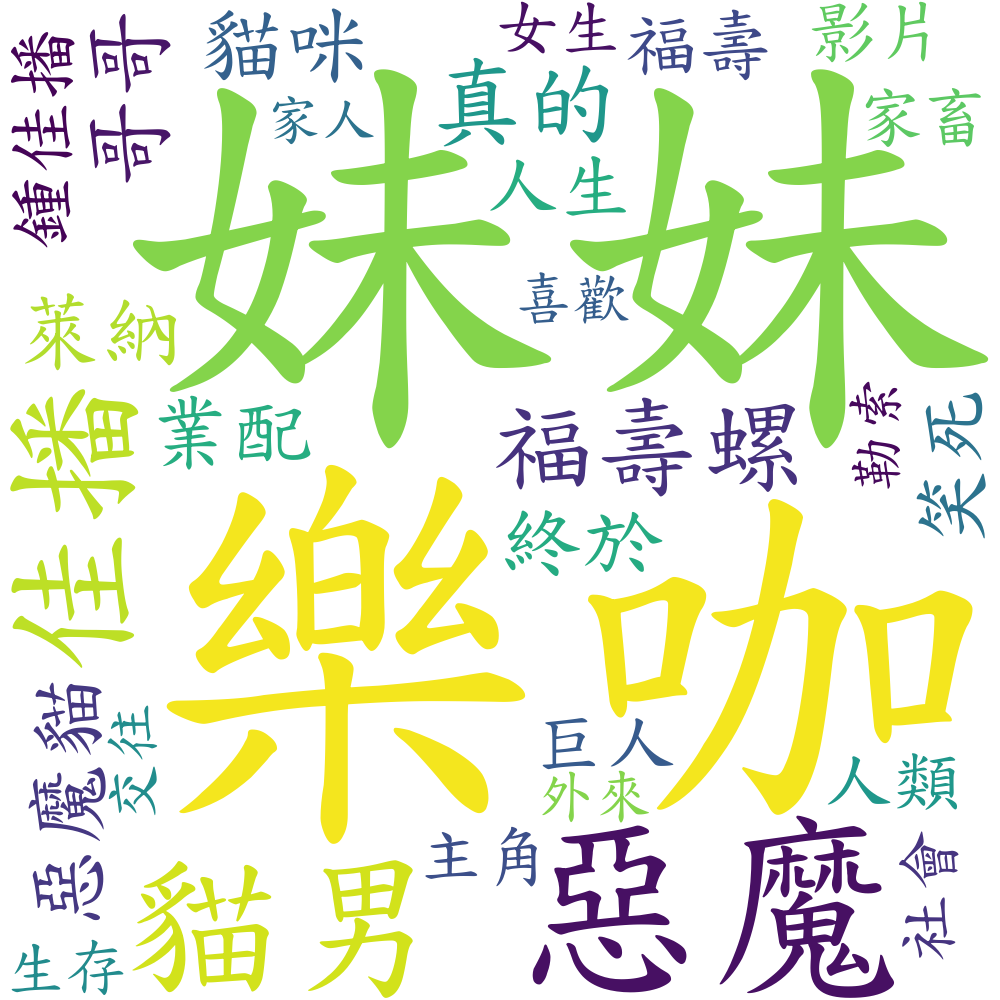 鍾佳播
哥哥
貓咪
女生
福壽
影片
家人
真的
家畜
妹妹
人生
喜歡
萊納
業配
佳播
福壽螺
勒索
笑死
終於
樂咖
惡魔貓
交往
巨人
外來
人類
主角
貓男
惡魔
社會
生存